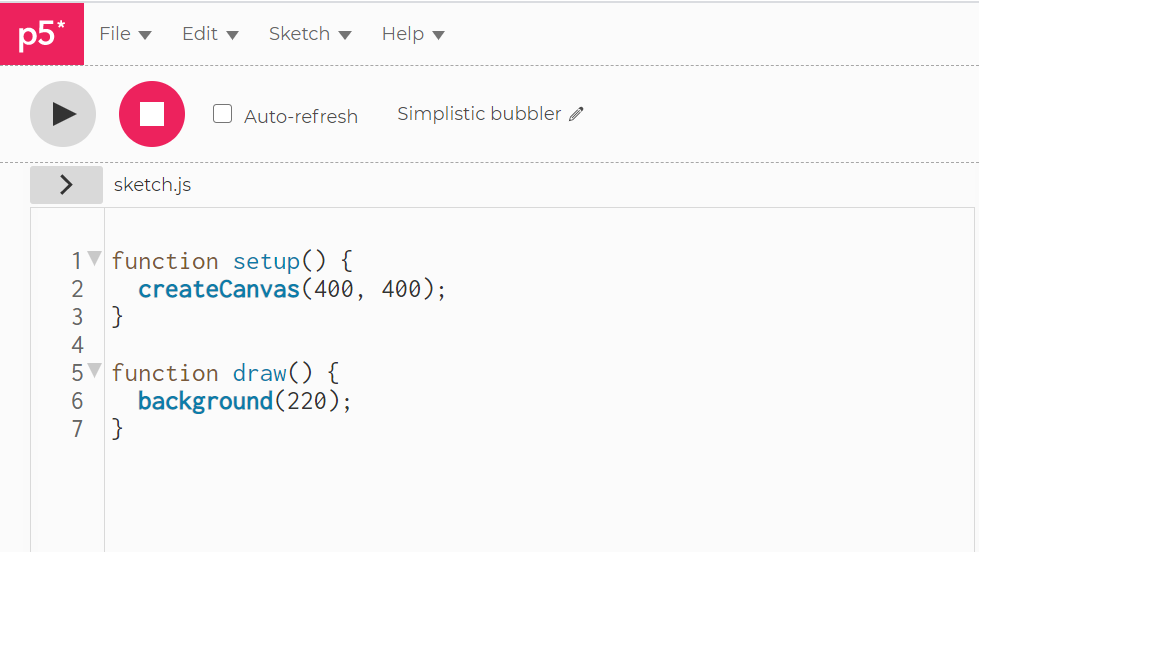 p5* File Edit Sketch Help
Auto-refresh Simplistic bubbler
sketch.js
1 function setup() {
2   createCanvas(400, 400);
3 }
4
5 function draw() {
6   background(220);
7 }